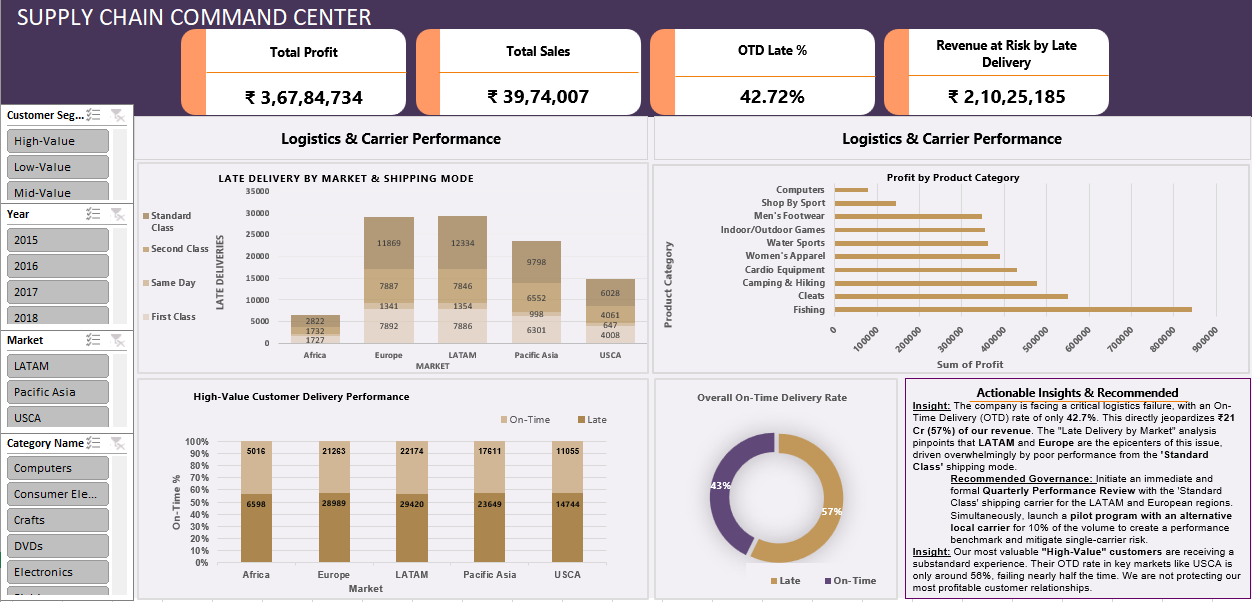 SUPPLY CHAIN COMMAND CENTER
Total Profit
₹ 3,67,84,734
Total Sales
₹ 39,74,007
OTD Late %
42.72%
Revenue at Risk by Late
Delivery
₹ 2,10,25,185
Customer Seg...
High-Value
Low-Value
Mid-Value
Year
2015
2016
2017
2018
Market
LATAM
Pacific Asia
USCA
Category Name
Computers
Consumer Ele...
Crafts
DVDs
Electronics
Logistics & Carrier Performance
LATE DELIVERY BY MARKET & SHIPPING MODE
Standard
Class
Second Class
Same Day
First Class
LATE DELIVERIES
35000
30000
25000
20000
15000
10000
5000
0
2822
1732
1727
11869
7887
1341
7892
12334
7846
1354
7886
9798
6552
998
6301
6028
4061
647
4008
Africa
Europe
LATAM
Pacific Asia
USCA
MARKET
Logistics & Carrier Performance
Profit by Product Category
Product Category
Computers
Shop By Sport
Men's Footwear
Indoor/Outdoor Games
Water Sports
Women's Apparel
Cardio Equipment
Camping & Hiking
Cleats
Fishing
0
100000
200000
300000
400000
500000
600000
700000
800000
900000
Sum of Profit
High-Value Customer Delivery Performance
On-Time
Late
On-Time %
100%
90%
80%
70%
60%
50%
40%
30%
20%
10%
0%
5016
21263
22174
17611
11055
6598
28989
29420
23649
14744
Africa
Europe
LATAM
Pacific Asia
USCA
Market
Overall On-Time Delivery Rate
43%
57%
Late
On-Time
Actionable Insights & Recommended
Insight: The company is facing a critical logistics failure, with an On-
Time Delivery (OTD) rate of only 42.7%. This directly jeopardizes ₹21
Cr (57%) of our revenue. The "Late Delivery by Market" analysis
pinpoints that LATAM and Europe are the epicenters of this issue,
driven overwhelmingly by poor performance from the 'Standard
Class' shipping mode.
Recommended Governance: Initiate an immediate and
formal Quarterly Performance Review with the 'Standard
Class' shipping carrier for the LATAM and European regions.
Simultaneously, launch a pilot program with an alternative
local carrier for 10% of the volume to create a performance
benchmark and mitigate single-carrier risk.
Insight: Our most valuable "High-Value" customers are receiving a
substandard experience. Their OTD rate in key markets like USCA is
only around 56%, failing nearly half the time. We are not protecting our
most profitable customer relationships.